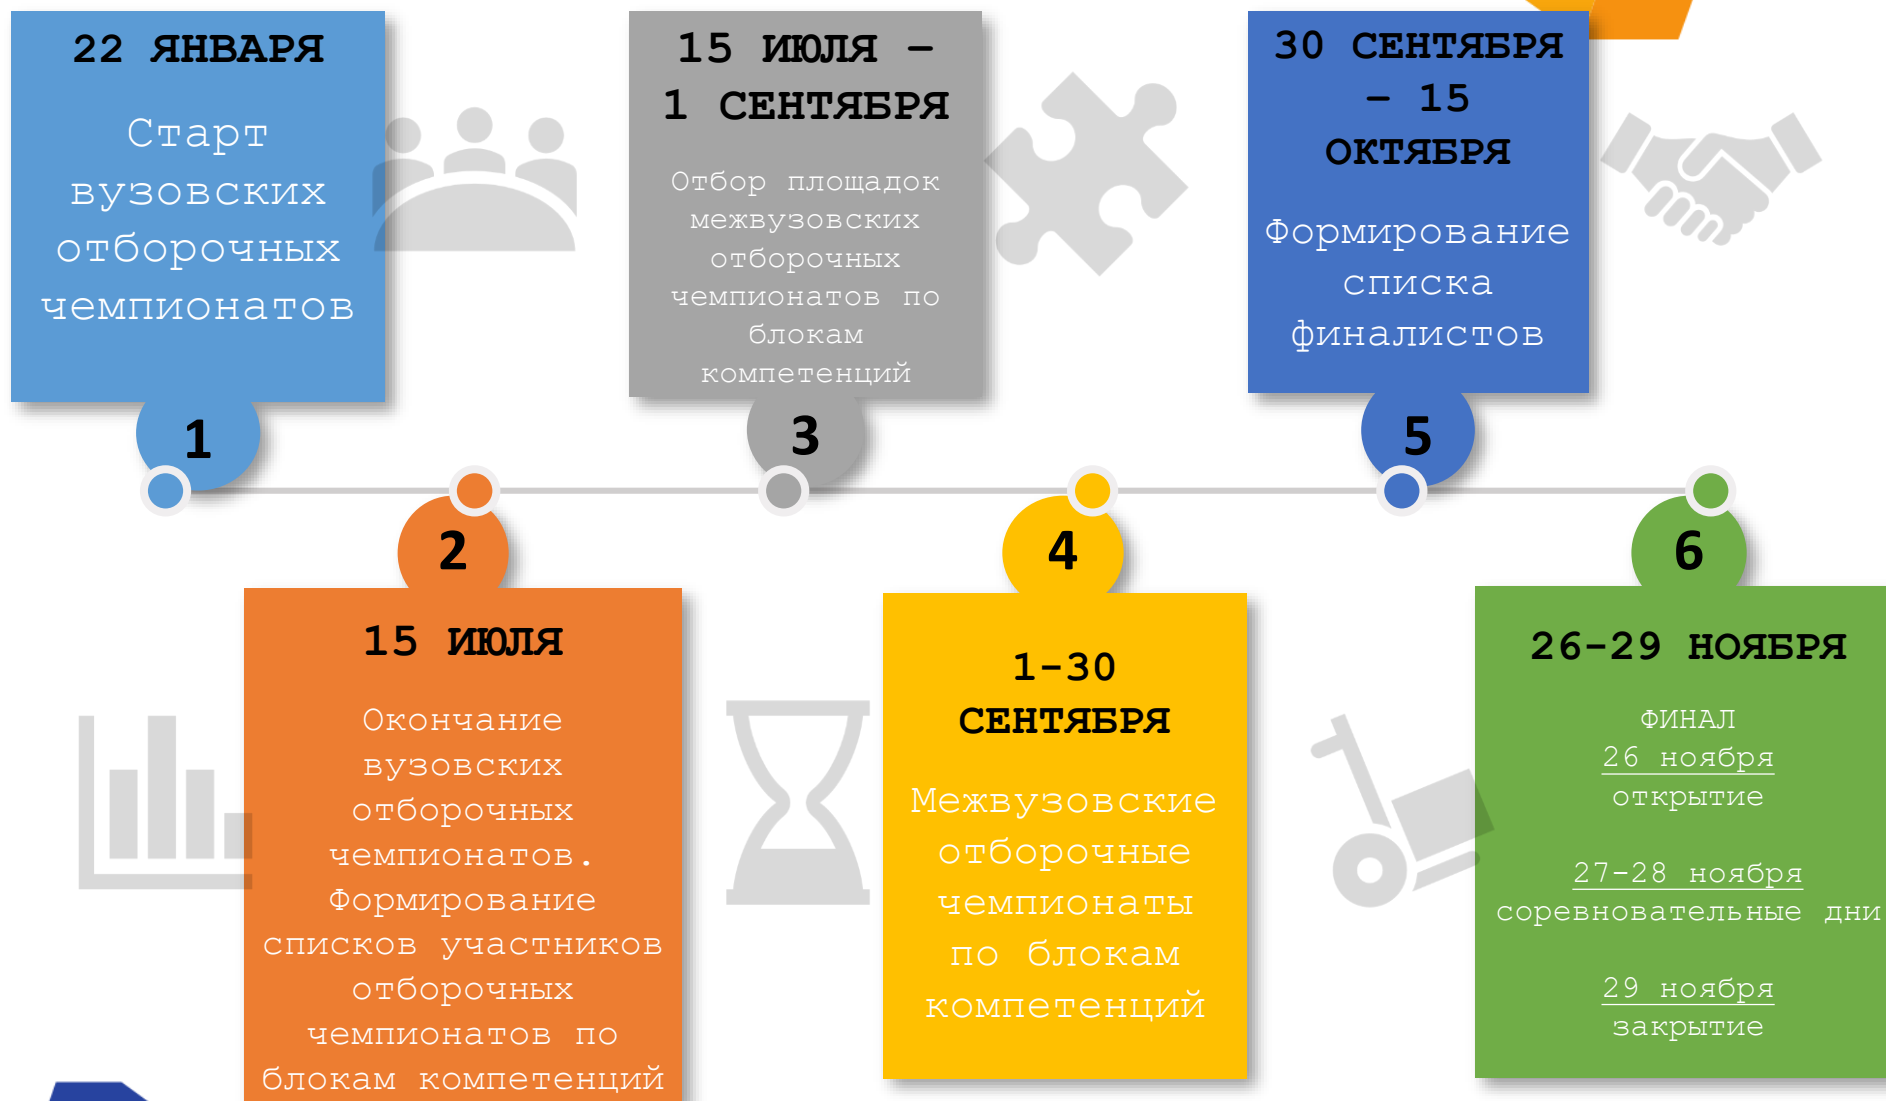 22 ЯНВАРЯ
Старт
вузовских
отборочных
чемпионатов
1
15 ИЮЛЯ
Окончание
вузовских
отборочных
чемпионатов.
Формирование
списков участников
отборочных
чемпионатов по
блокам компетенций
2
15 ИЮЛЯ –
1 СЕНТЯБРЯ
Отбор площадок
межвузовских
отборочных
чемпионатов по
блокам
компетенций
3
1–30
СЕНТЯБРЯ
Межвузовские
отборочные
чемпионаты
по блокам
компетенций
4
30 СЕНТЯБРЯ
– 15
ОКТЯБРЯ
Формирование
списка
финалистов
5
26–29 НОЯБРЯ
ФИНАЛ
26 ноября
открытие
27-28 ноября
соревновательные дни
29 ноября
закрытие
6